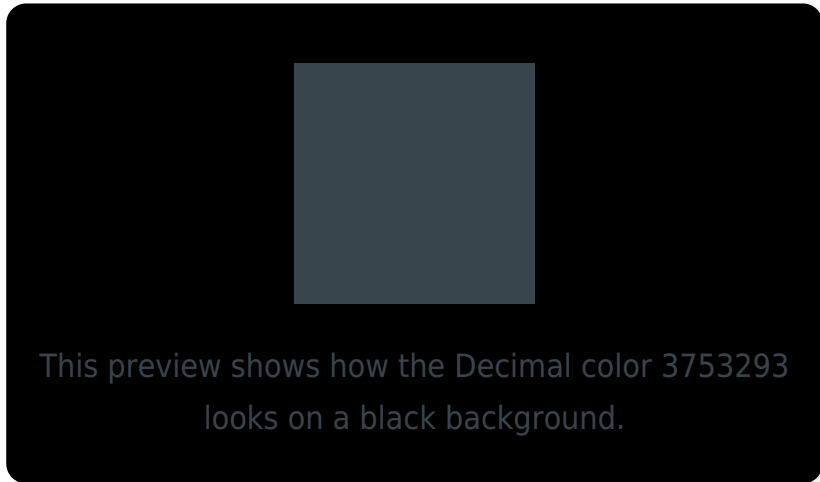 This preview shows how the Decimal color 3753293
looks on a black background.